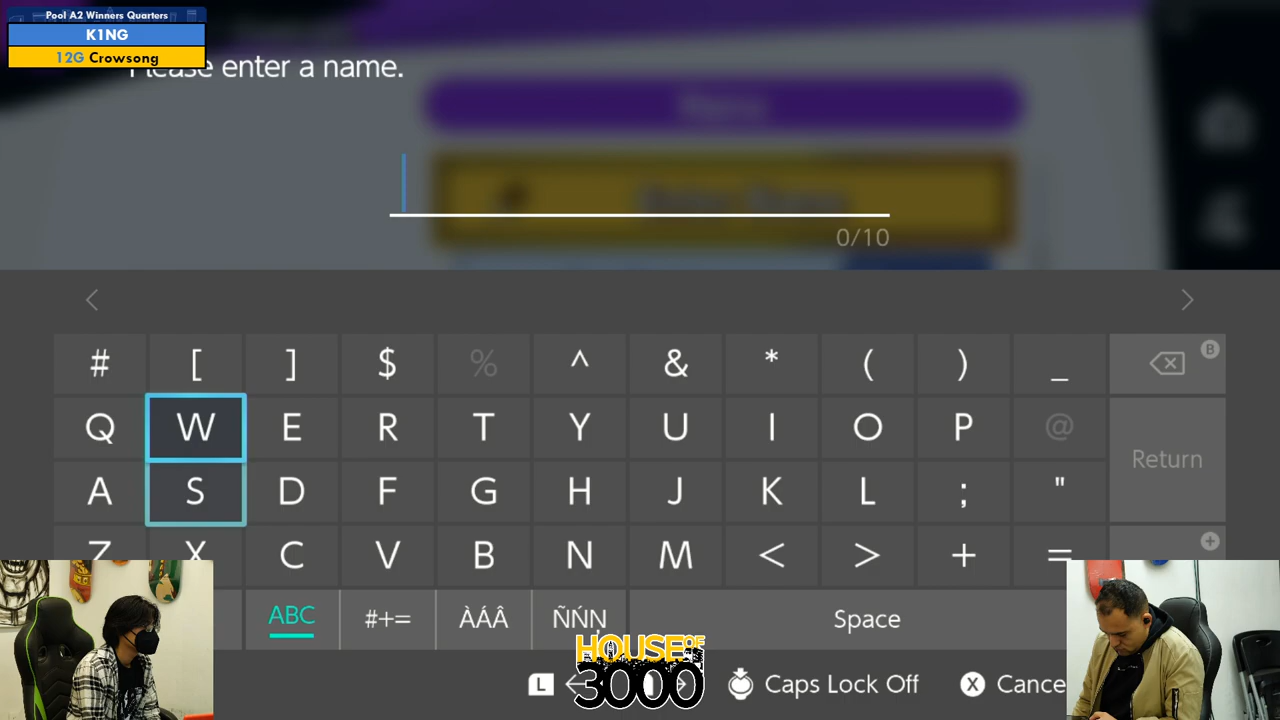 Pool A2 Winners Quarters
K1NG
12G Crowsong
Please enter a name.
0/10
< >
# [ ] $ % ^ & * ( ) _ B
Q W E R T Y U I O P @
Return
A S D F G H J K L ; "
Z X C V B N M < > + = +
ABC #+= ÀÁÂ ÑŃŅ Space
HOUSE OF
3000
L Caps Lock Off X Cance